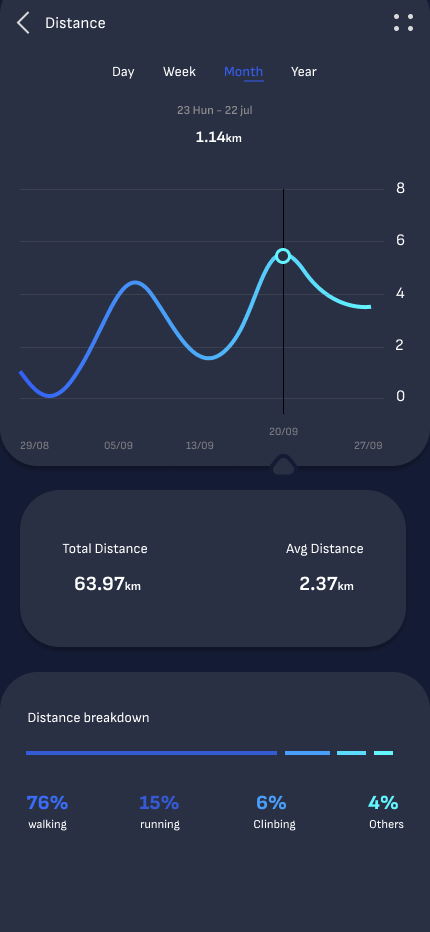 Distance
Day Week Month Year
23 Hun - 22 jul
1.14km
8
6
4
2
0
20/09
29/08 05/09 13/09 27/09
Total Distance Avg Distance
63.97km 2.37km
Distance breakdown
76% 15% 6% 4%
walking running Clinbing Others